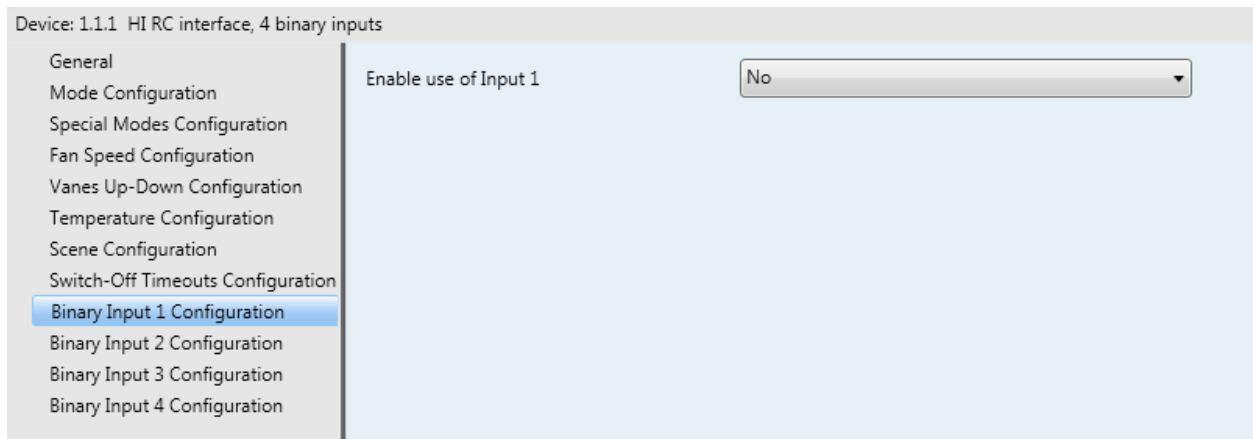 Device: 1.1.1 HI RC interface, 4 binary inputs
General
Mode Configuration
Special Modes Configuration
Fan Speed Configuration
Vanes Up-Down Configuration
Temperature Configuration
Scene Configuration
Switch-Off Timeouts Configuration
Binary Input 1 Configuration
Binary Input 2 Configuration
Binary Input 3 Configuration
Binary Input 4 Configuration
Enable use of Input 1 No